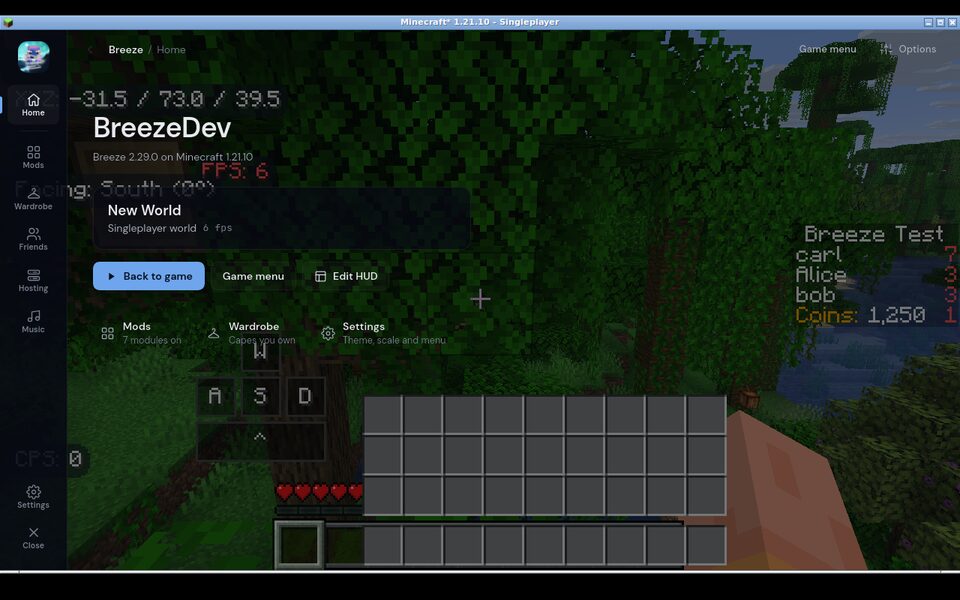 Minecraft* 1.21.10 - Singleplayer
Breeze / Home
Game menu
Options
-31.5 / 73.0 / 39.5
Home
BreezeDev
Breeze 2.29.0 on Minecraft 1.21.10
FPS: 6
Mods
Facing: South (0°)
Wardrobe
New World
Singleplayer world 6 fps
Friends
Breeze Test
carl 7
Alice 3
bob 3
Coins: 1,250 1
Hosting
Back to game
Game menu
Edit HUD
Music
Mods
7 modules on
Wardrobe
Capes you own
Settings
Theme, scale and menu
W
A S D
^
CPS: 0
Settings
Close